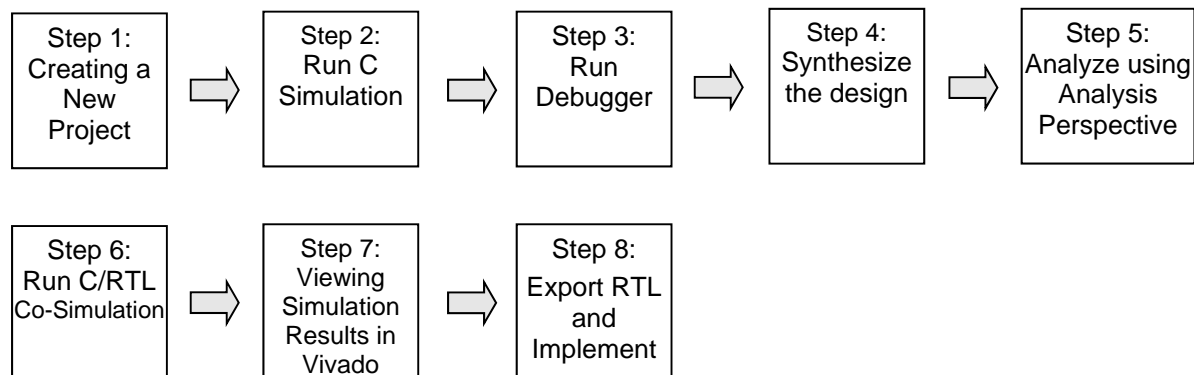 Step 1:
Creating a
New
Project
Step 2:
Run C
Simulation
Step 3:
Run
Debugger
Step 4:
Synthesize
the design
Step 5:
Analyze using
Analysis
Perspective
Step 6:
Run C/RTL
Co-Simulation
Step 7:
Viewing
Simulation
Results in
Vivado
Step 8:
Export RTL
and
Implement